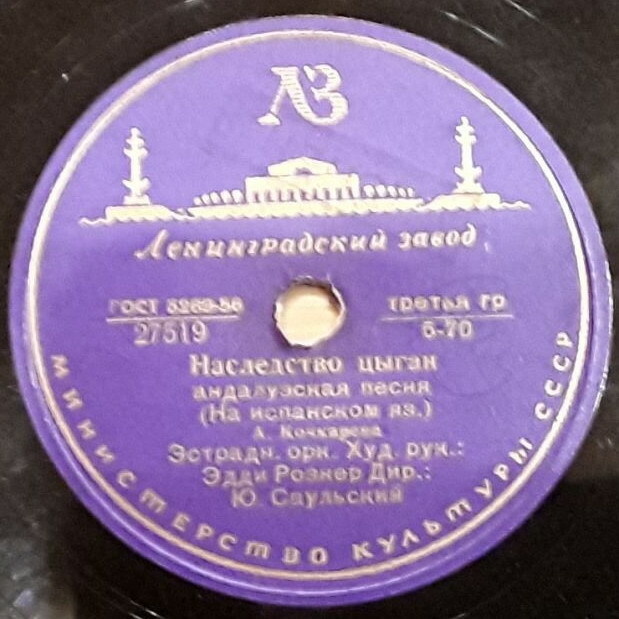 ЛЗ
Ленинградский завод
ГОСТ 5289-56
27519
третья гр
6-70
Наследство цыган
андалузская песня
(На испанском яз.)
А. Кочкарева
Эстрадн. орк. Худ. рук.:
Эдди Рознер Дир.:
Ю. Саульский
МИНИСТЕРСТВО КУЛЬТУРЫ СССР